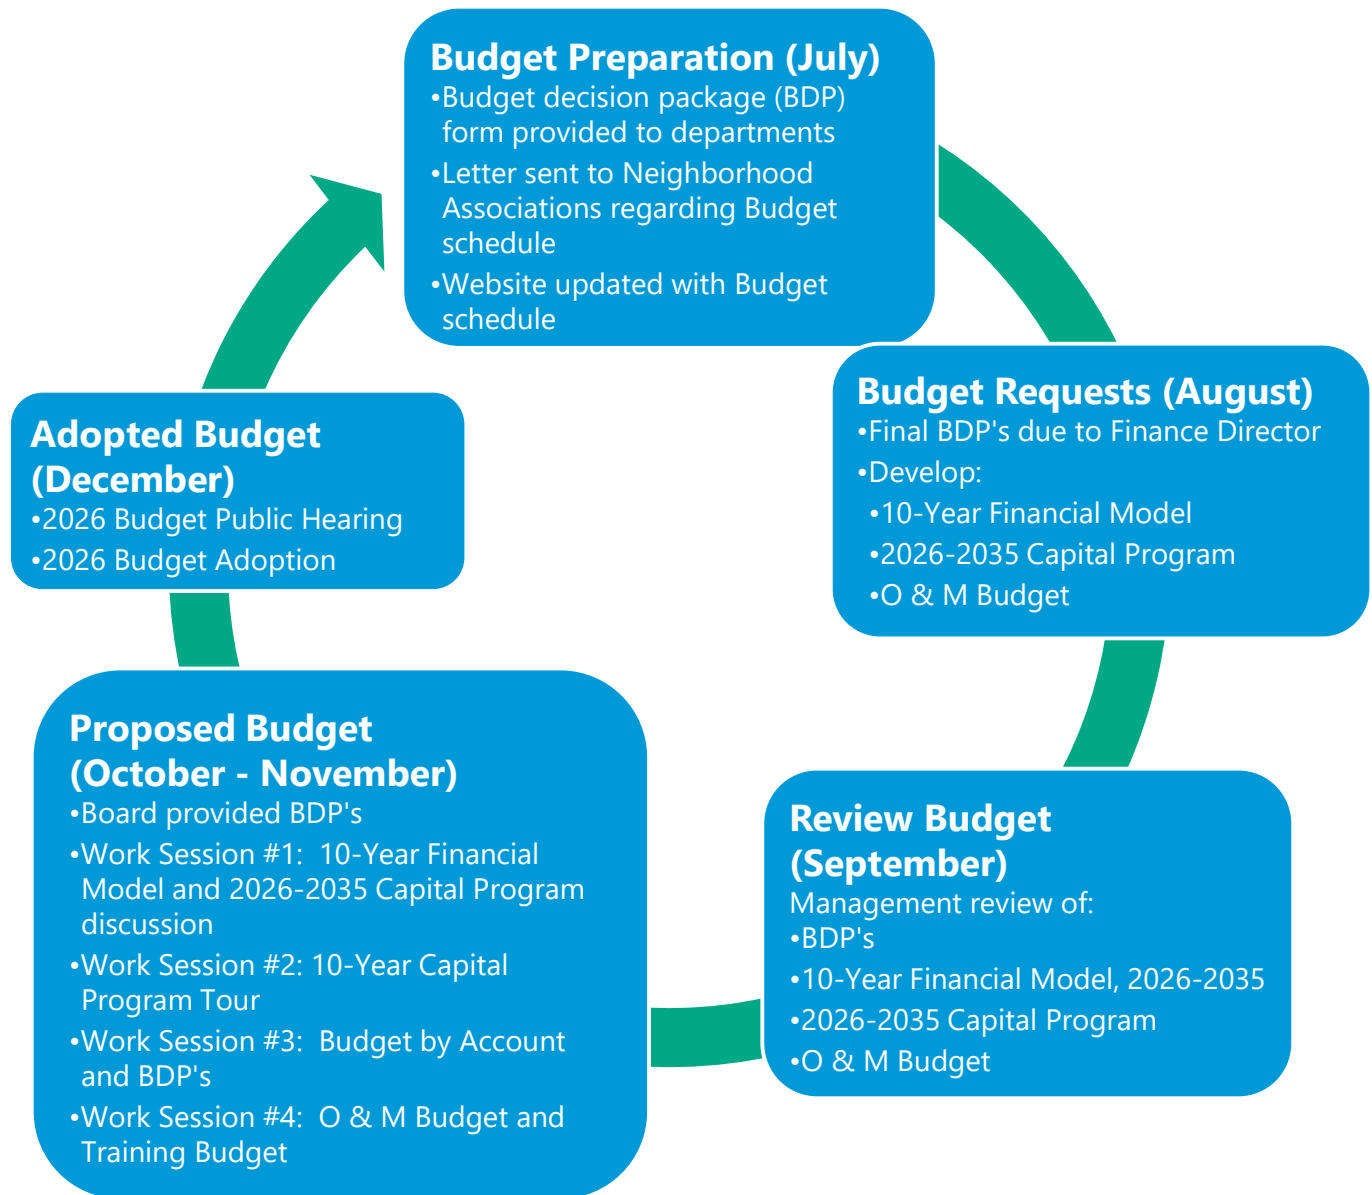 Budget Preparation (July)
•Budget decision package (BDP)
form provided to departments
•Letter sent to Neighborhood
Associations regarding Budget
schedule
•Website updated with Budget
schedule
Budget Requests (August)
•Final BDP's due to Finance Director
•Develop:
•10-Year Financial Model
•2026-2035 Capital Program
•O & M Budget
Review Budget
(September)
Management review of:
•BDP's
•10-Year Financial Model, 2026-2035
•2026-2035 Capital Program
•O & M Budget
Proposed Budget
(October - November)
•Board provided BDP's
•Work Session #1:  10-Year Financial
Model and 2026-2035 Capital Program
discussion
•Work Session #2: 10-Year Capital
Program Tour
•Work Session #3:  Budget by Account
and BDP's
•Work Session #4:  O & M Budget and
Training Budget
Adopted Budget
(December)
•2026 Budget Public Hearing
•2026 Budget Adoption